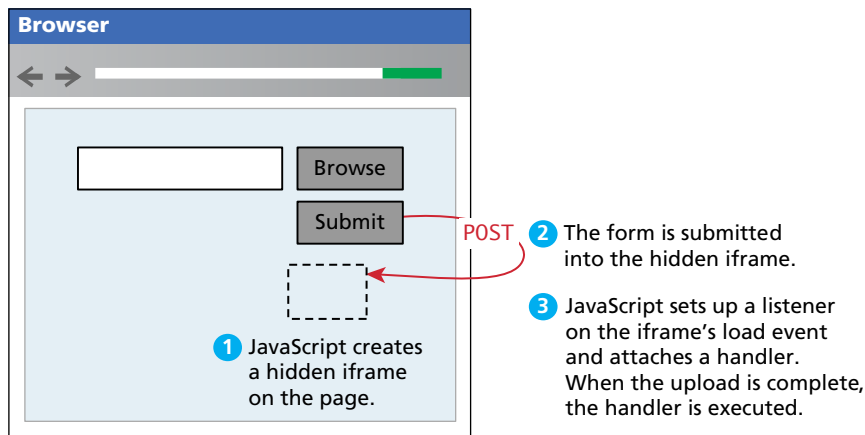 Browser
Browse
Submit
POST
1 JavaScript creates
a hidden iframe
on the page.
2 The form is submitted
into the hidden iframe.
3 JavaScript sets up a listener
on the iframe’s load event
and attaches a handler.
When the upload is complete,
the handler is executed.